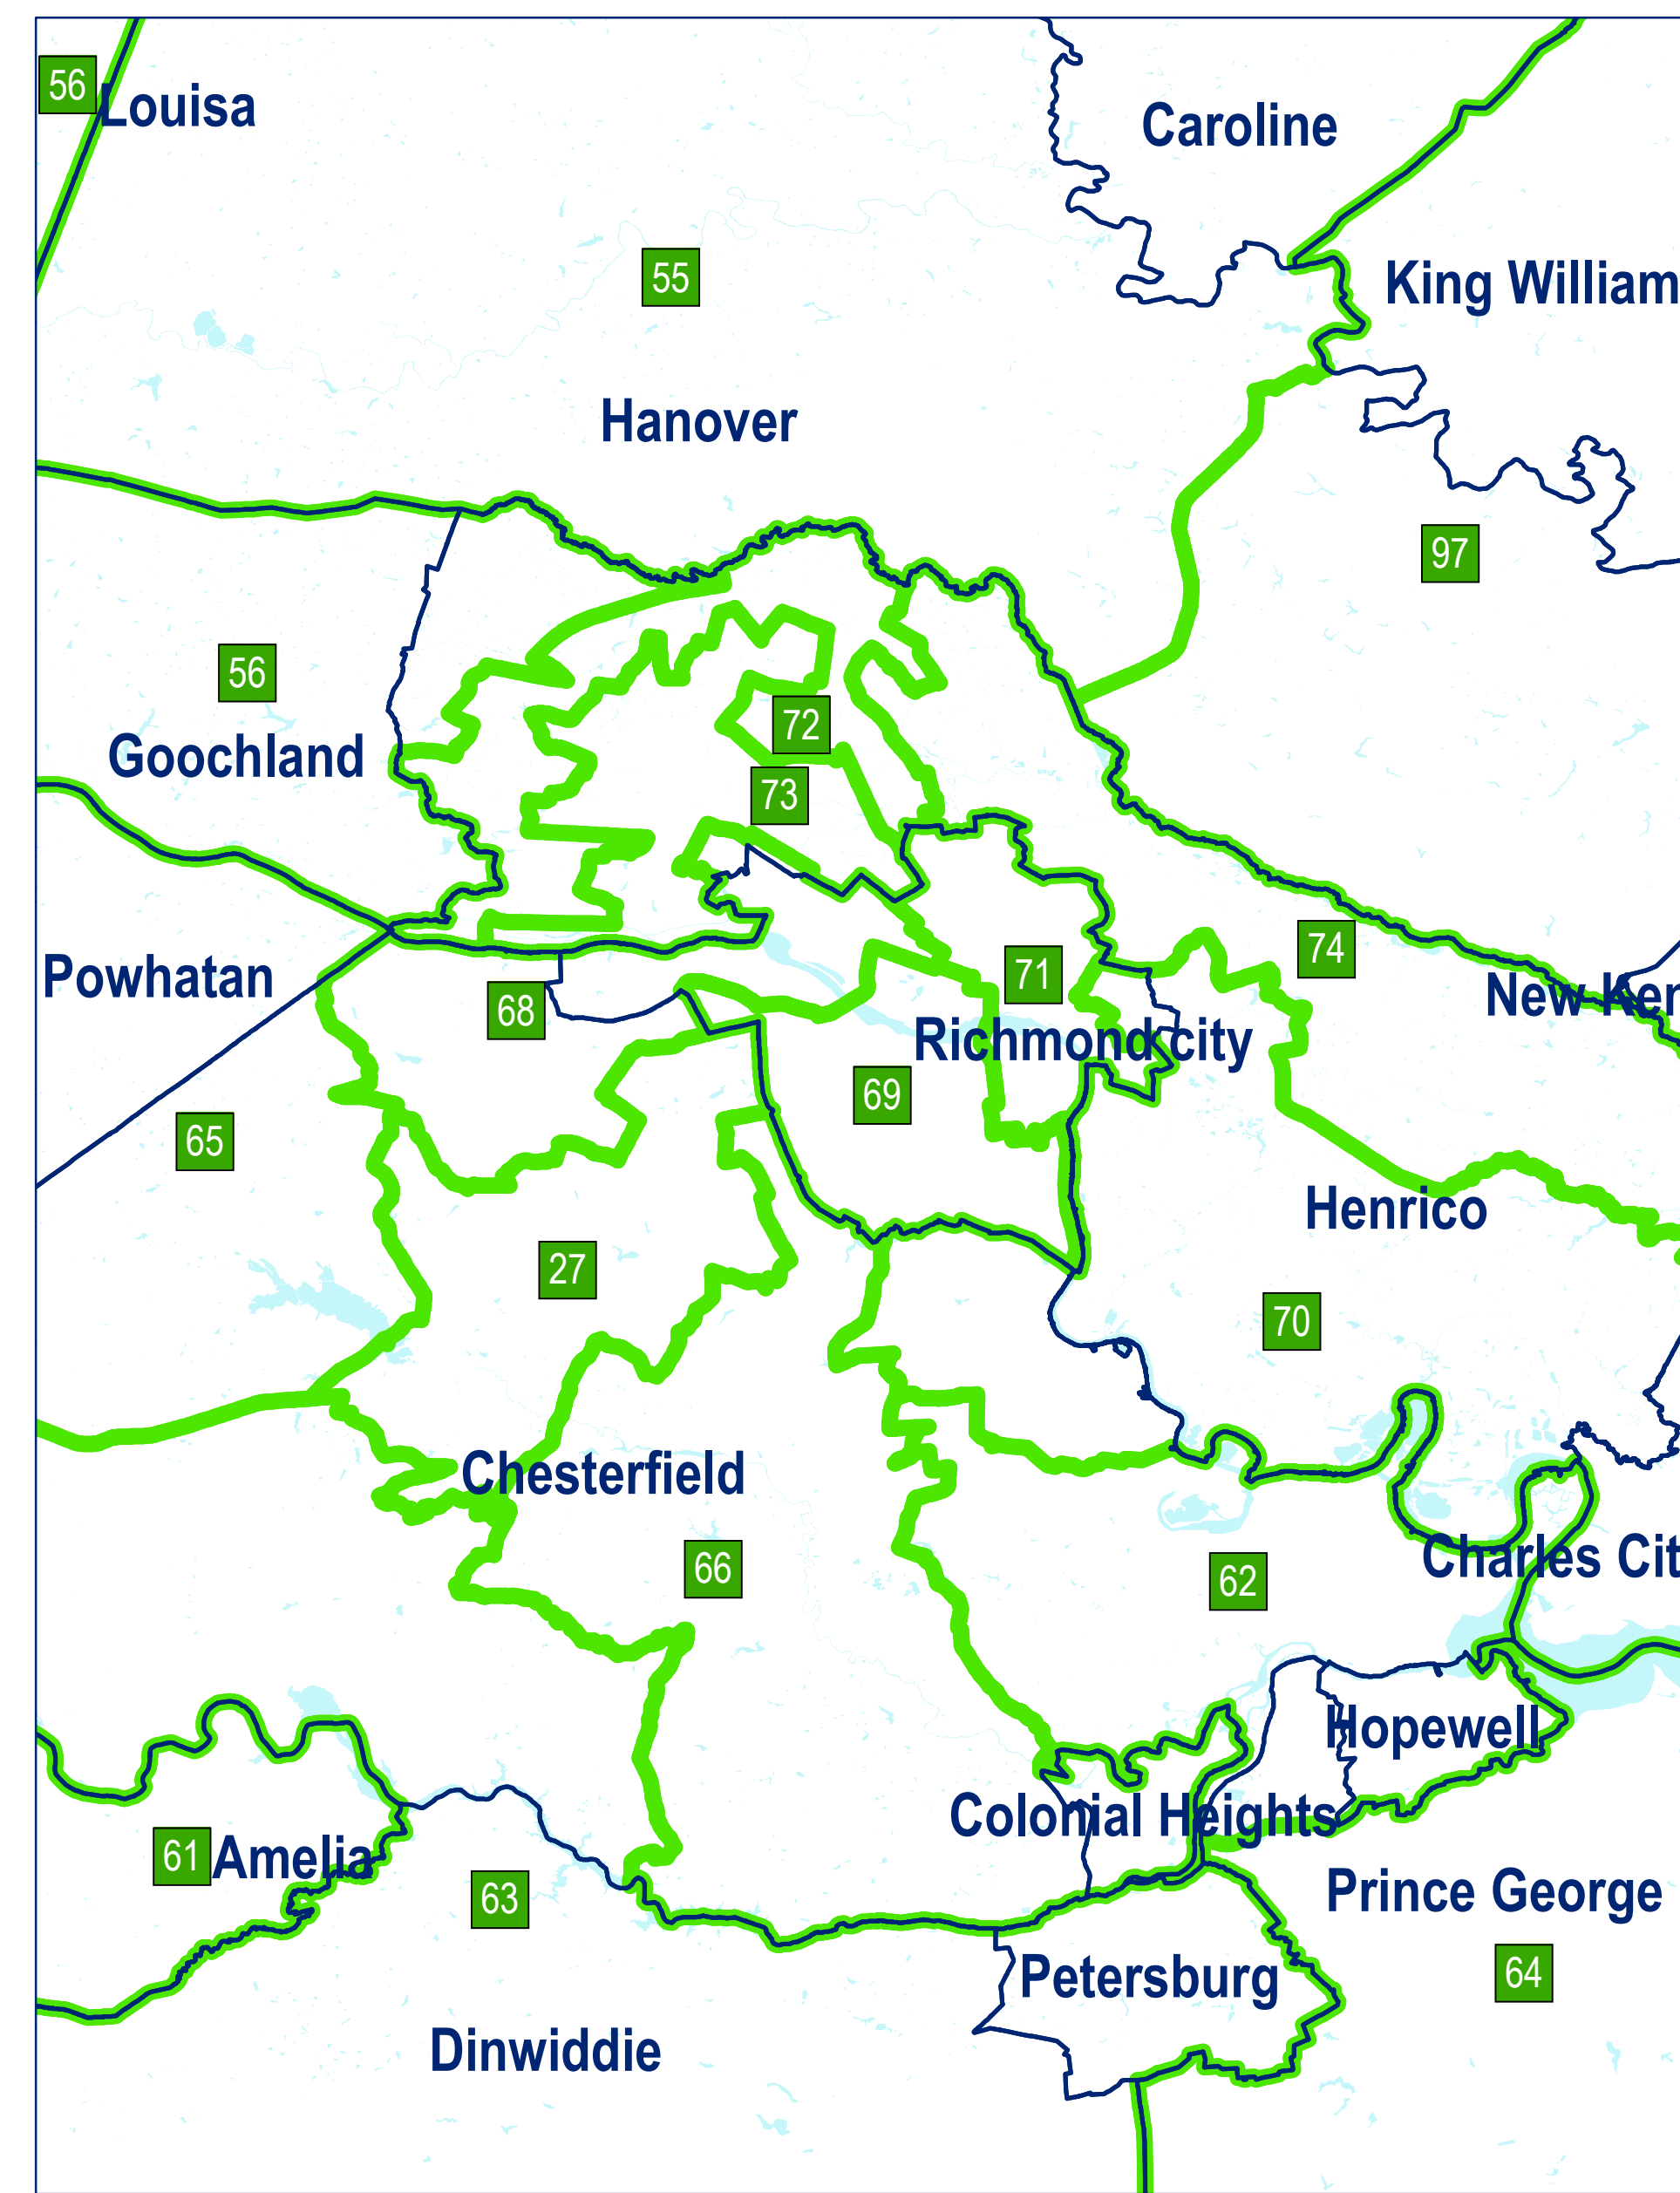 56
Louisa
Caroline
55
King William
Hanover
97
56
72
Goochland
73
74
Powhatan
71
68
New Ken
Richmond city
69
65
Henrico
27
70
Chesterfield
66
62
Charles Cit
Hopewell
Colonial Heights
61
Amelia
63
Prince George
64
Petersburg
Dinwiddie